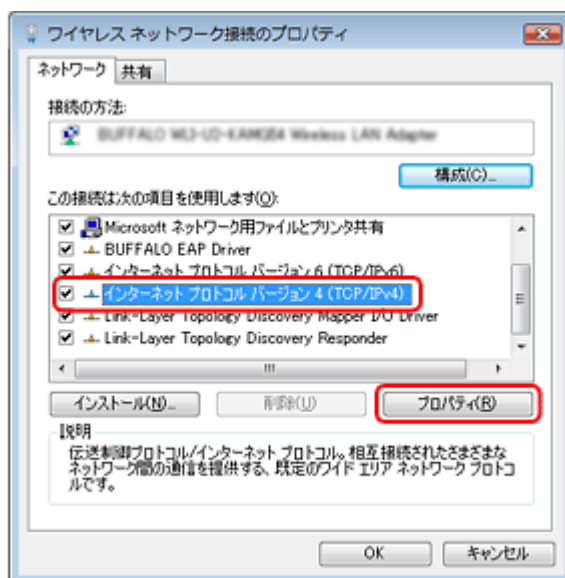 ワイヤレス ネットワーク接続のプロパティ
ネットワーク 共有
接続の方法:
BUFFALO Wireless LAN Adapter
構成(C)...
この接続は次の項目を使用します(O):
Microsoft ネットワーク用ファイルとプリンタ共有
BUFFALO EAP Driver
インターネット プロトコル バージョン 6 (TCP/IPv6)
インターネット プロトコル バージョン 4 (TCP/IPv4)
Link-Layer Topology Discovery Mapper I/O Driver
Link-Layer Topology Discovery Responder
インストール(N)... 削除(U) プロパティ(R)
説明
伝送制御プロトコル/インターネット プロトコル。相互接続されたさまざまな
ネットワーク間の通信を提供する、既定のワイド エリア ネットワーク プロトコ
ルです。
OK キャンセル